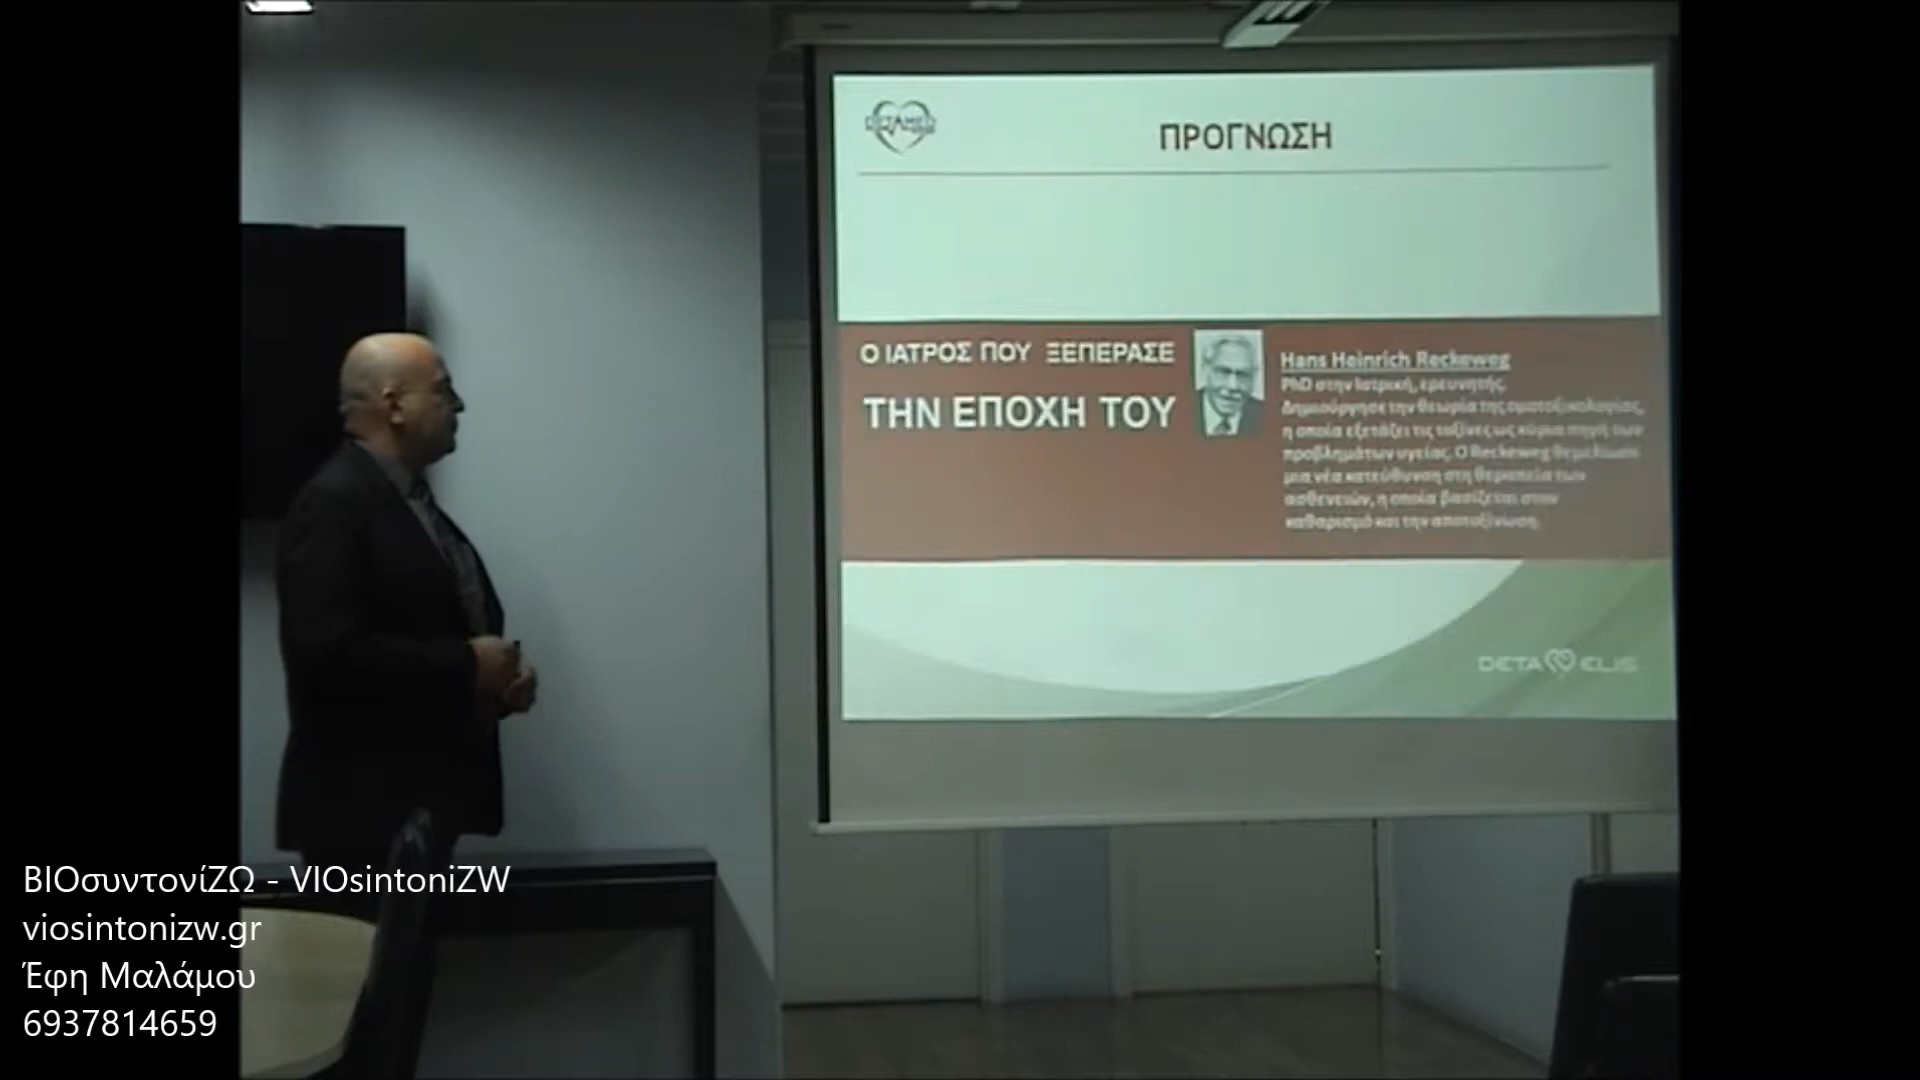 DETAMED
ΠΡΟΓΝΩΣΗ
Ο ΙΑΤΡΟΣ ΠΟΥ ΞΕΠΕΡΑΣΕ
ΤΗΝ ΕΠΟΧΗ ΤΟΥ
Hans Heinrich Reckeweg
PhD στην Ιατρική, ερευνητής.
Δημιούργησε την θεωρία της ομοτοξικολογίας,
η οποία εξετάζει τις τοξίνες ως κύρια πηγή των
προβλημάτων υγείας. Ο Reckeweg θεμελίωσε
μια νέα κατεύθυνση στη θεραπεία των
ασθενειών, η οποία βασίζεται στον
καθαρισμό και την αποτοξίνωση.
DETA ELIS
ΒΙΟσυντονίΖΩ - VIOsintoniZW
viosintonizw.gr
Έφη Μαλάμου
6937814659